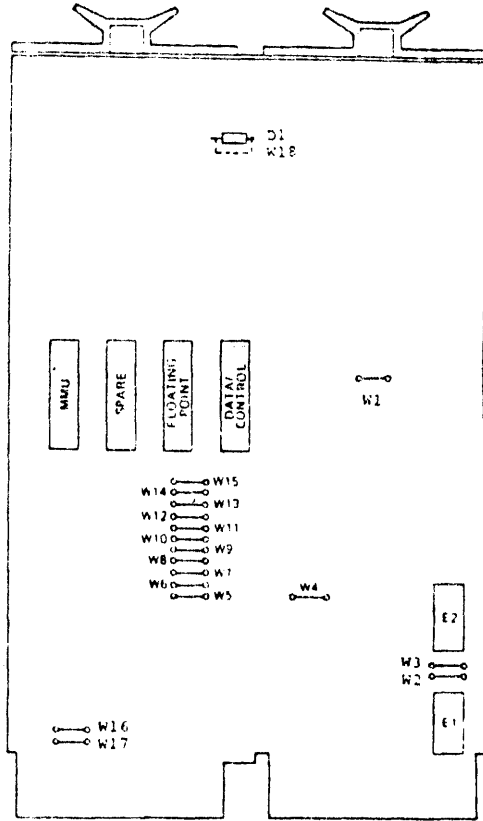 D1
W18
MMU
SPARE
FLOATING
POINT
DATA/
CONTROL
W1
W15
W14
W13
W12
W11
W10
W9
W8
W7
W6
W5
W4
E2
W3
W2
E1
W16
W17